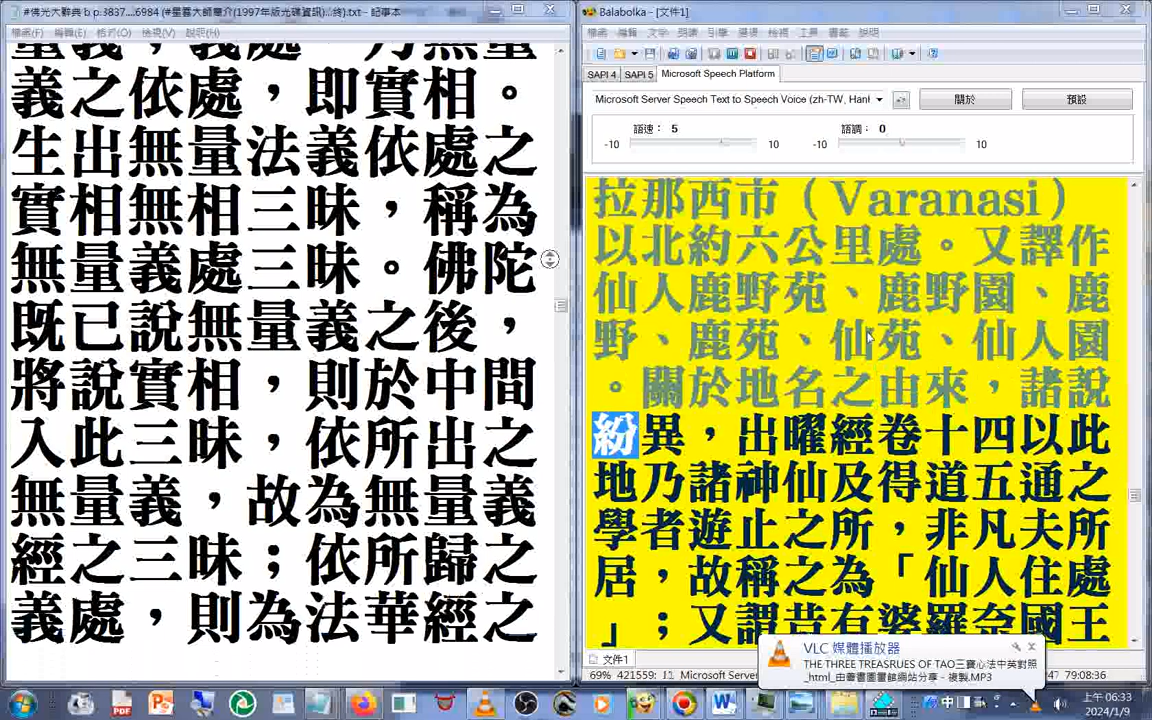 #佛光大辭典 b p.3837....6984 (#星雲大師簡介(1997年版光碟資訊)...終).txt - 記事本
檔案(F) 編輯(E) 格式(O) 檢視(V) 說明(H)
義之依處，即實相。
生出無量法義依處之
實相無相三昧，稱為
無量義處三昧。佛陀
既已說無量義之後，
將說實相，則於中間
入此三昧，依所出之
無量義，故為無量義
經之三昧；依所歸之
義處，則為法華經之
Balabolka - [文件1]
SAPI 4 SAPI 5 Microsoft Speech Platform
Microsoft Server Speech Text to Speech Voice (zh-TW, Hanl
關於 預設
語速： 5 語調： 0
-10 10 -10 10
拉那西市（Varanasi）
以北約六公里處。又譯作
仙人鹿野苑、鹿野園、鹿
野、鹿苑、仙苑、仙人園
。關於地名之由來，諸說
紛異，出曜經卷十四以此
地乃諸神仙及得道五通之
學者遊止之所，非凡夫所
居，故稱之為「仙人住處
」；又謂昔有婆羅奈國王
文件1
69% 421559: Microsoft Serve
79:08:36
VLC 媒體播放器
THE THREE TREASRUES OF TAO三寶心法中英對照
_html_由善書圖書館網站分享 - 複製.MP3
上午 06:33
2024/1/9